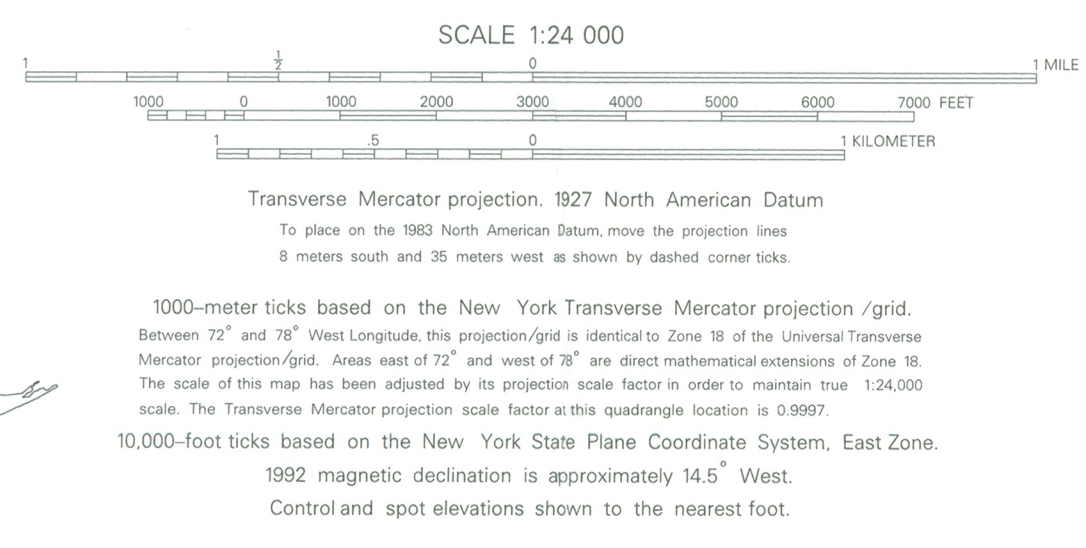 SCALE 1:24 000
1 ½ 0 1 MILE
1000 0 1000 2000 3000 4000 5000 6000 7000 FEET
1 .5 0 1 KILOMETER
Transverse Mercator projection. 1927 North American Datum
To place on the 1983 North American Datum, move the projection lines
8 meters south and 35 meters west as shown by dashed corner ticks.
1000–meter ticks based on the New York Transverse Mercator projection /grid.
Between 72° and 78° West Longitude, this projection/grid is identical to Zone 18 of the Universal Transverse
Mercator projection/grid. Areas east of 72° and west of 78° are direct mathematical extensions of Zone 18.
The scale of this map has been adjusted by its projection scale factor in order to maintain true 1:24,000
scale. The Transverse Mercator projection scale factor at this quadrangle location is 0.9997.
10,000–foot ticks based on the New York State Plane Coordinate System, East Zone.
1992 magnetic declination is approximately 14.5° West.
Control and spot elevations shown to the nearest foot.